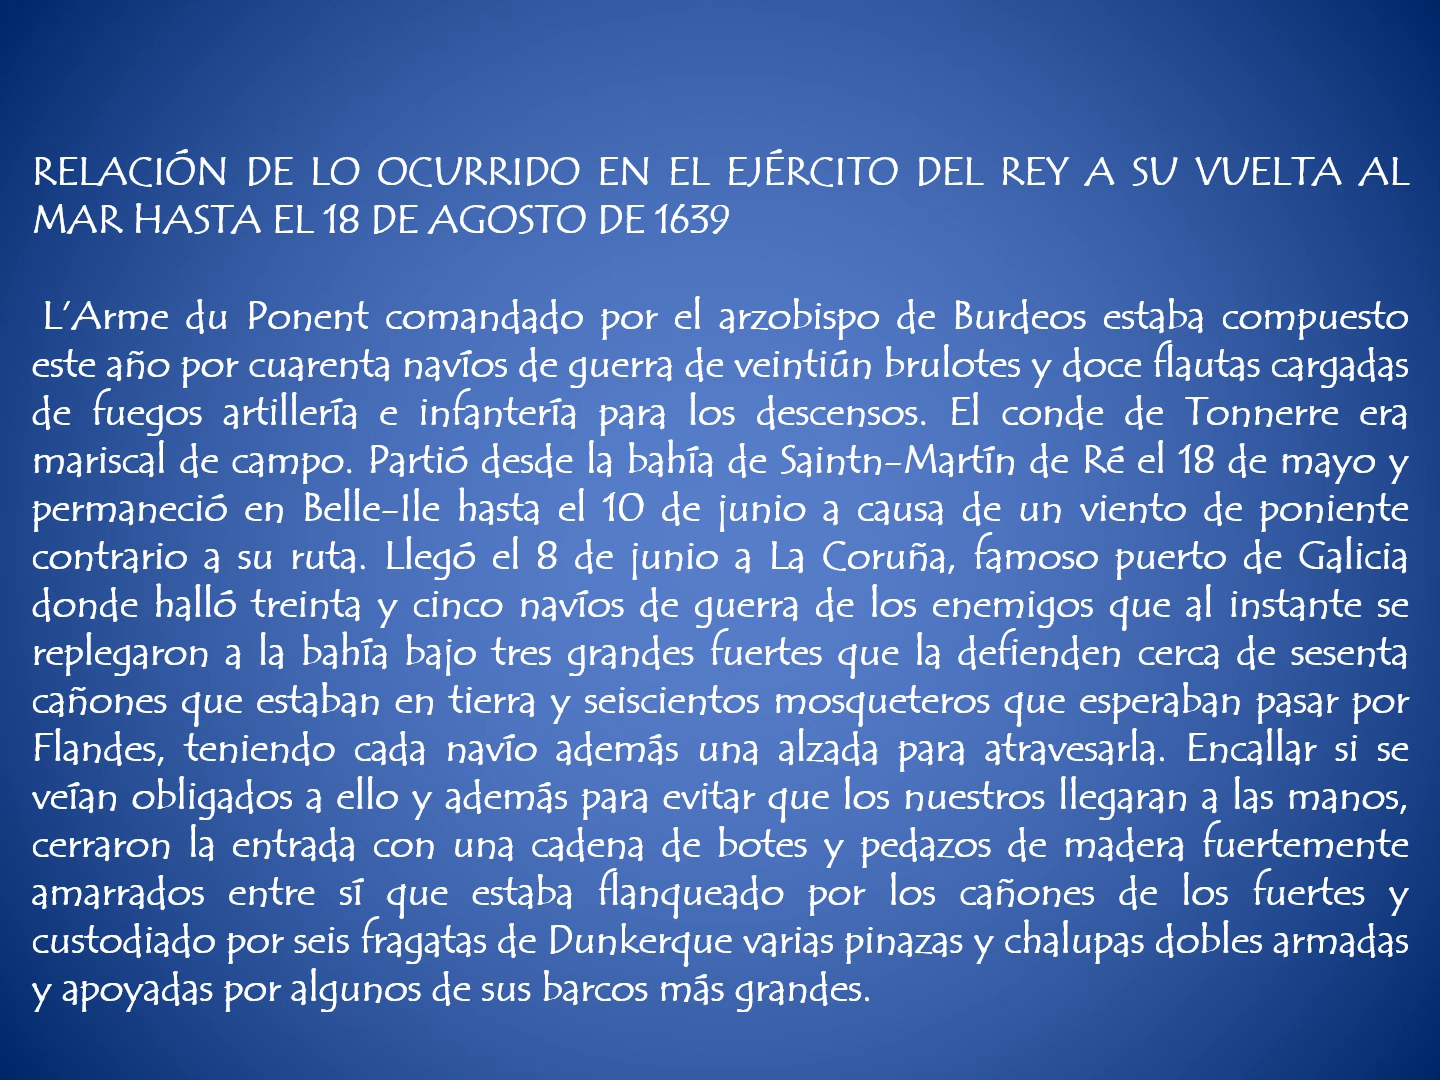 RELACIÓN DE LO OCURRIDO EN EL EJÉRCITO DEL REY A SU VUELTA AL
MAR HASTA EL 18 DE AGOSTO DE 1639
L’Arme du Ponent comandado por el arzobispo de Burdeos estaba compuesto
este año por cuarenta navíos de guerra de veintiún brulotes y doce flautas cargadas
de fuegos artillería e infantería para los descensos. El conde de Tonnerre era
mariscal de campo. Partió desde la bahía de Saintn-Martín de Ré el 18 de mayo y
permaneció en Belle-Ile hasta el 10 de junio a causa de un viento de poniente
contrario a su ruta. Llegó el 8 de junio a La Coruña, famoso puerto de Galicia
donde halló treinta y cinco navíos de guerra de los enemigos que al instante se
replegaron a la bahía bajo tres grandes fuertes que la defienden cerca de sesenta
cañones que estaban en tierra y seiscientos mosqueteros que esperaban pasar por
Flandes, teniendo cada navío además una alzada para atravesarla. Encallar si se
veían obligados a ello y además para evitar que los nuestros llegaran a las manos,
cerraron la entrada con una cadena de botes y pedazos de madera fuertemente
amarrados entre sí que estaba flanqueado por los cañones de los fuertes y
custodiado por seis fragatas de Dunkerque varias pinazas y chalupas dobles armadas
y apoyadas por algunos de sus barcos más grandes.